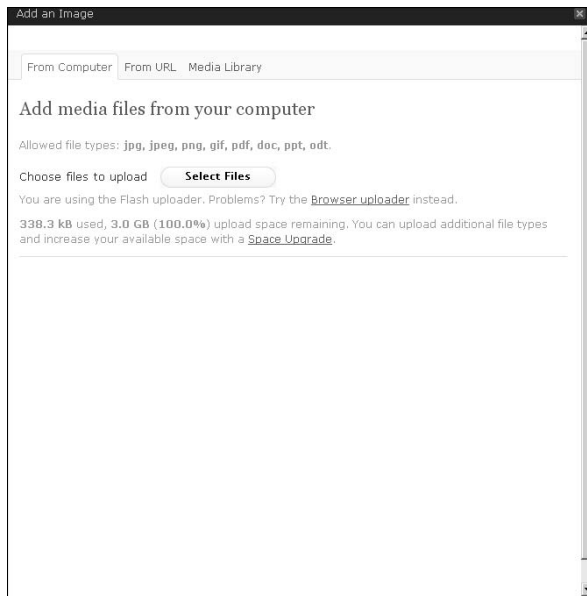 Add an Image
From Computer From URL Media Library
Add media files from your computer
Allowed file types: jpg, jpeg, png, gif, pdf, doc, ppt, odt.
Choose files to upload Select Files
You are using the Flash uploader. Problems? Try the Browser uploader instead.
338.3 kB used, 3.0 GB (100.0%) upload space remaining. You can upload additional file types
and increase your available space with a Space Upgrade.